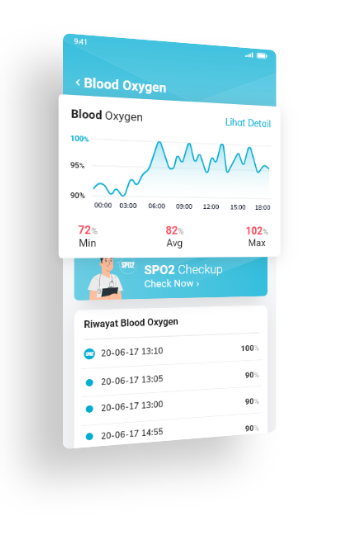 9:41
‹ Blood Oxygen
Blood Oxygen
Lihat Detail
100%
95%
90%
00:00 03:00 06:00 09:00 12:00 15:00 18:00
72% 82% 102%
Min Avg Max
SPO2
SPO2 Checkup
Check Now ›
Riwayat Blood Oxygen
20-06-17 13:10 100%
20-06-17 13:05 90%
20-06-17 13:00 90%
20-06-17 14:55 90%